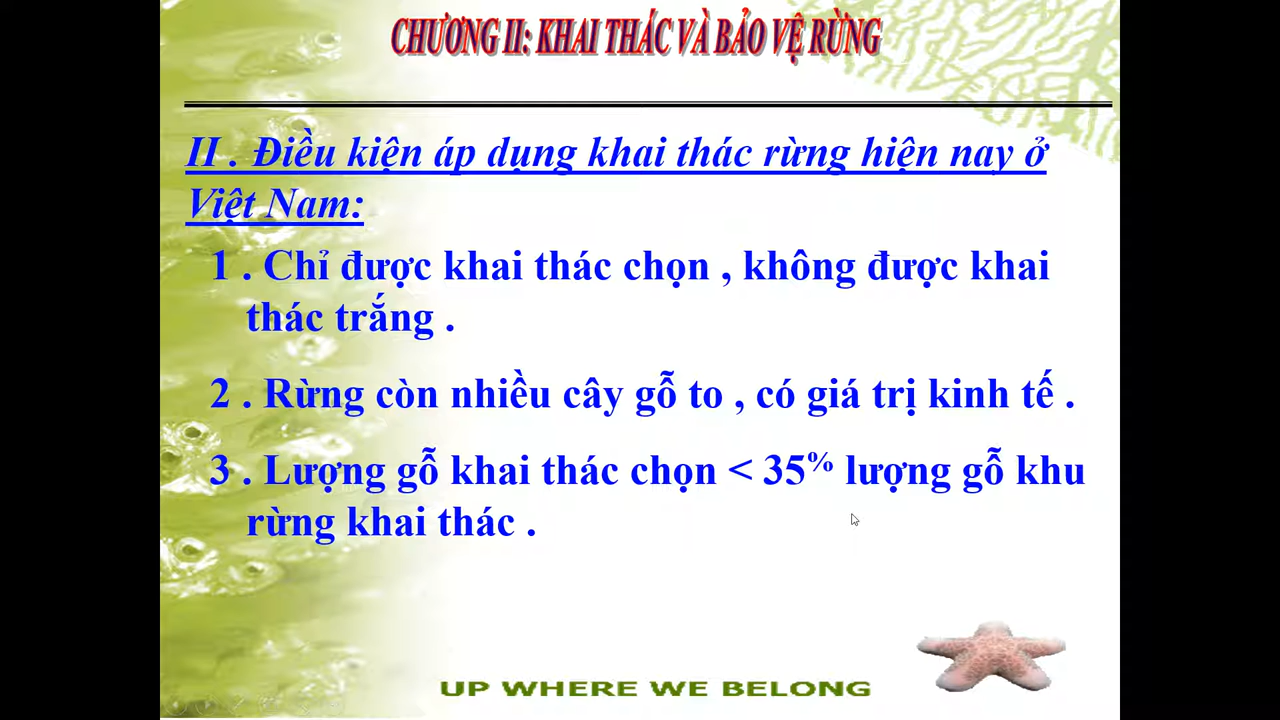 CHƯƠNG II: KHAI THÁC VÀ BẢO VỆ RỪNG
II . Điều kiện áp dụng khai thác rừng hiện nay ở
Việt Nam:
1 . Chỉ được khai thác chọn , không được khai
thác trắng .
2 . Rừng còn nhiều cây gỗ to , có giá trị kinh tế .
3 . Lượng gỗ khai thác chọn < 35% lượng gỗ khu
rừng khai thác .
UP WHERE WE BELONG